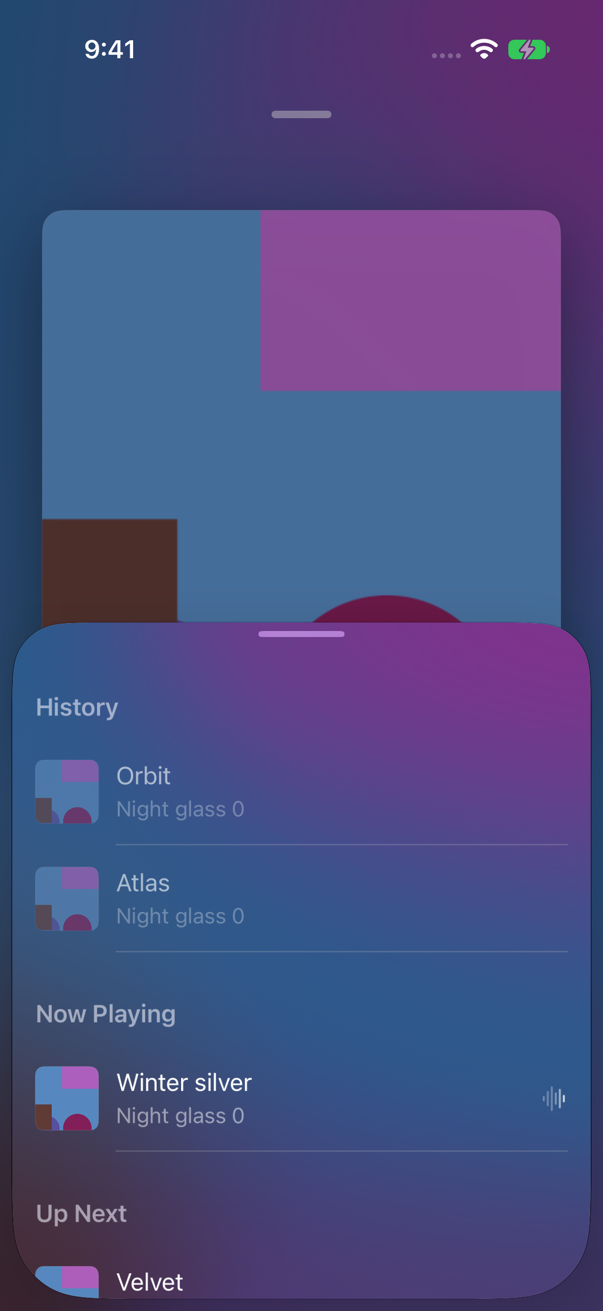 9:41
History
Orbit
Night glass 0
Atlas
Night glass 0
Now Playing
Winter silver
Night glass 0
Up Next
Velvet